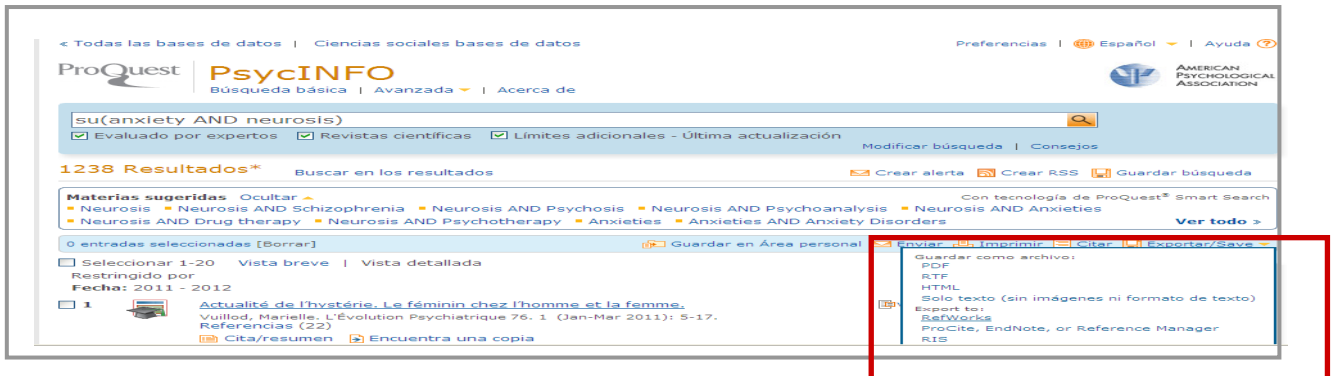 « Todas las bases de datos | Ciencias sociales bases de datos
Preferencias | Español | Ayuda ?
ProQuest
PsycINFO
Búsqueda básica | Avanzada | Acerca de
AMERICAN
PSYCHOLOGICAL
ASSOCIATION
su(anxiety AND neurosis)
Evaluado por expertos Revistas científicas Límites adicionales - Última actualización
Modificar búsqueda | Consejos
1238 Resultados* Buscar en los resultados
Crear alerta Crear RSS Guardar búsqueda
Materias sugeridas Ocultar
Con tecnología de ProQuest® Smart Search
Neurosis Neurosis AND Schizophrenia Neurosis AND Psychosis Neurosis AND Psychoanalysis Neurosis AND Anxieties
Neurosis AND Drug therapy Neurosis AND Psychotherapy Anxieties Anxieties AND Anxiety Disorders
Ver todo >
0 entradas seleccionadas [Borrar]
Guardar en Área personal Enviar Imprimir Citar Exportar/Save
Seleccionar 1-20 Vista breve | Vista detallada
Restringido por
Fecha: 2011 - 2012
1 Actualité de l'hystérie. Le féminin chez l'homme et la femme.
Vuillod, Marielle. L'Évolution Psychiatrique 76. 1 (Jan-Mar 2011): 5-17.
Referencias (22)
Cita/resumen Encuentra una copia
Guardar como archivo:
PDF
RTF
HTML
Solo texto (sin imágenes ni formato de texto)
Export to:
RefWorks
ProCite, EndNote, or Reference Manager
RIS